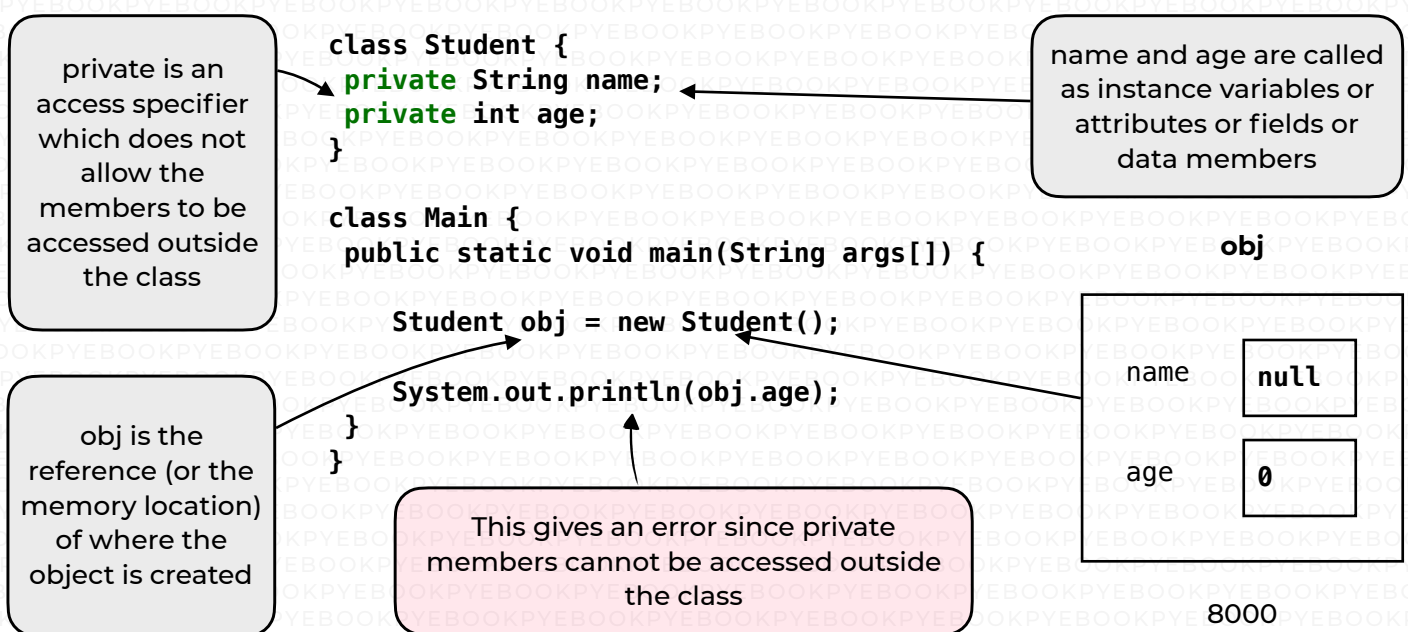 private is an
access specifier
which does not
allow the
members to be
accessed outside
the class
class Student {
private String name;
private int age;
}
name and age are called
as instance variables or
attributes or fields or
data members
class Main {
public static void main(String args[]) {
Student obj = new Student();
System.out.println(obj.age);
}
}
obj is the
reference (or the
memory location)
of where the
object is created
This gives an error since private
members cannot be accessed outside
the class
obj
name null
age 0
8000